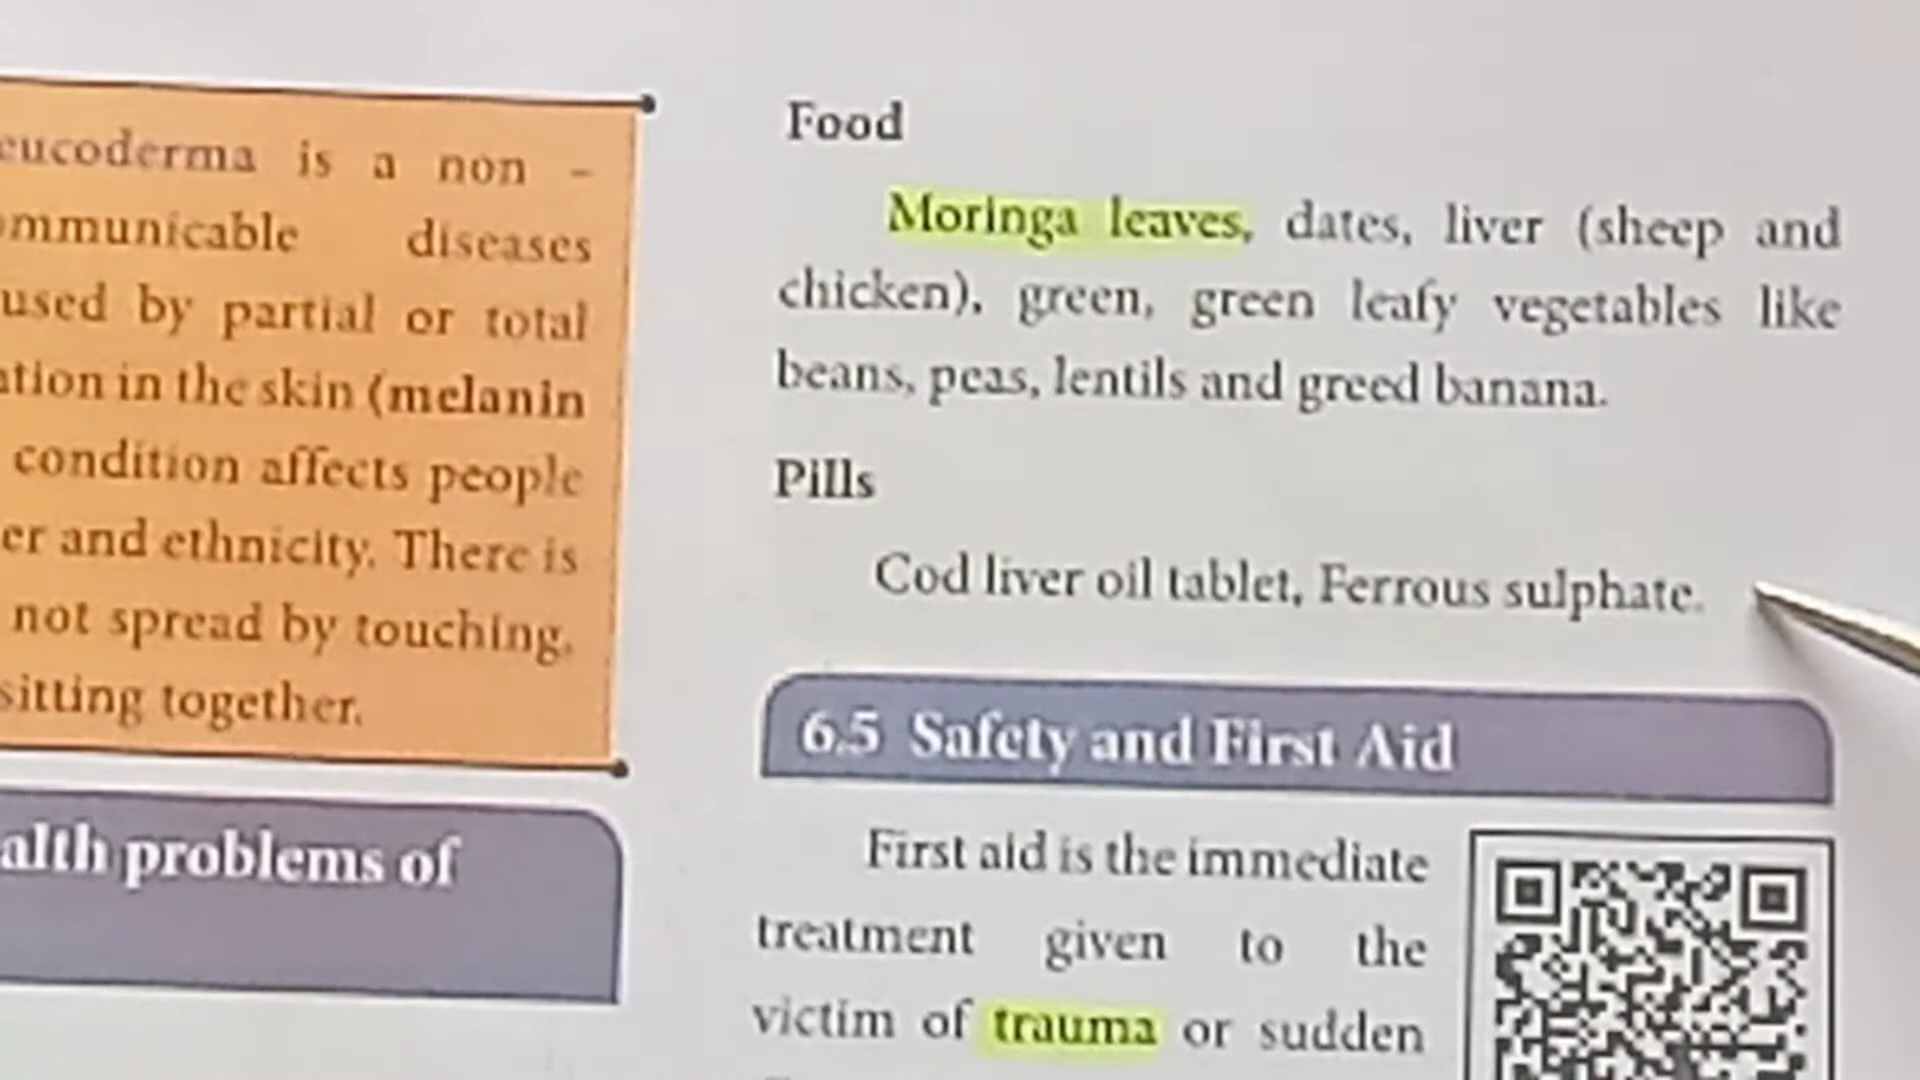 eucoderma is a non –
ommunicable diseases
used by partial or total
ation in the skin (melanin
condition affects people
er and ethnicity. There is
not spread by touching,
sitting together.
alth problems of
Food
Moringa leaves, dates, liver (sheep and
chicken), green, green leafy vegetables like
beans, peas, lentils and greed banana.
Pills
Cod liver oil tablet, Ferrous sulphate.
6.5 Safety and First Aid
First aid is the immediate
treatment given to the
victim of trauma or sudden